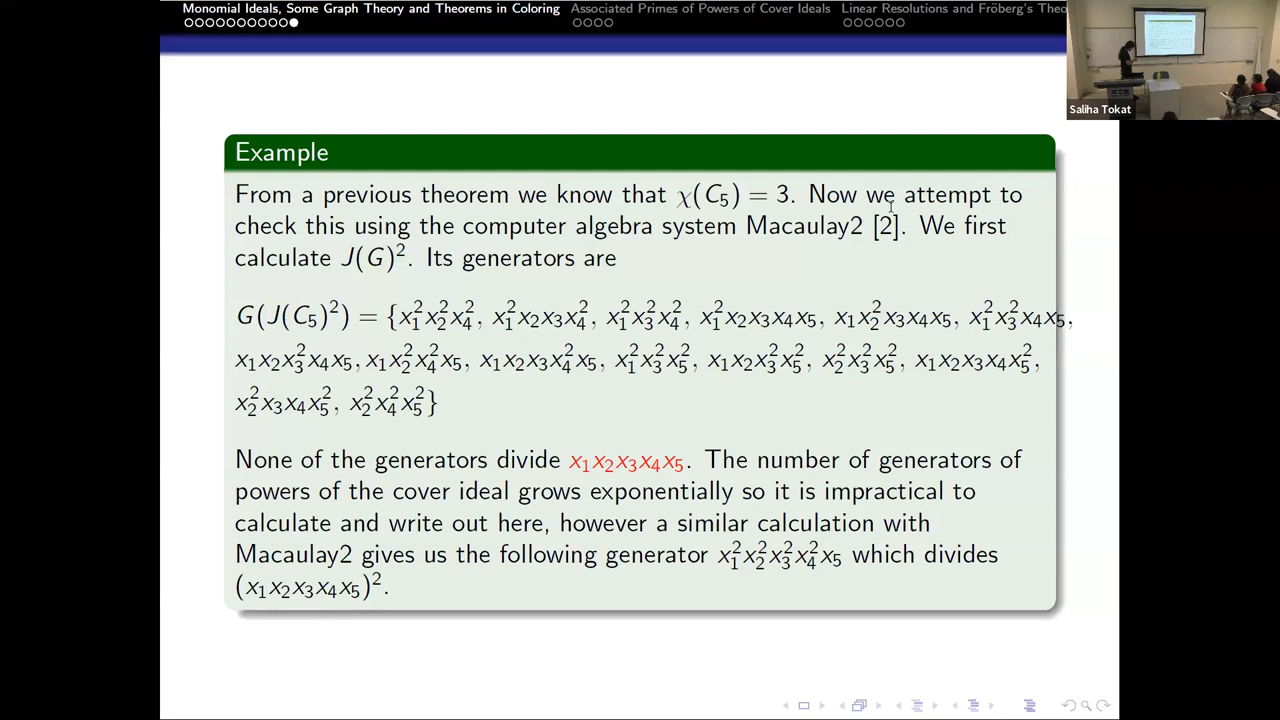 Monomial Ideals, Some Graph Theory and Theorems in Coloring Associated Primes of Powers of Cover Ideals Linear Resolutions and Fröberg's Theo
Saliha Tokat
Example
From a previous theorem we know that χ(C₅) = 3. Now we attempt to
check this using the computer algebra system Macaulay2 [2]. We first
calculate J(G)². Its generators are
G(J(C₅)²) = {x₁²x₂²x₄², x₁²x₂x₃x₄², x₁²x₃²x₄², x₁²x₂x₃x₄x₅, x₁x₂²x₃x₄x₅, x₁²x₃²x₄x₅,
x₁x₂x₃²x₄x₅, x₁x₂²x₄²x₅, x₁x₂x₃x₄²x₅, x₁²x₃²x₅², x₁x₂x₃²x₅², x₂²x₃²x₅², x₁x₂x₃x₄x₅²,
x₂²x₃x₄x₅², x₂²x₄²x₅²}
None of the generators divide x₁x₂x₃x₄x₅. The number of generators of
powers of the cover ideal grows exponentially so it is impractical to
calculate and write out here, however a similar calculation with
Macaulay2 gives us the following generator x₁²x₂²x₃²x₄²x₅ which divides
(x₁x₂x₃x₄x₅)².